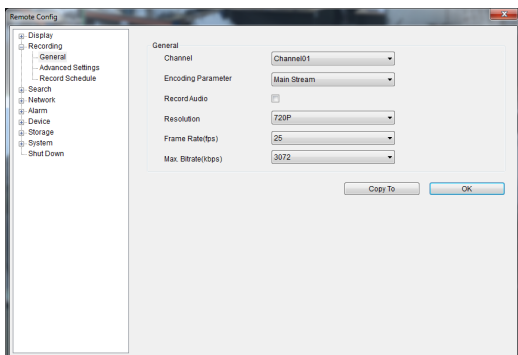 Remote Config
Display
Recording
General
Advanced Settings
Record Schedule
Search
Network
Alarm
Device
Storage
System
Shut Down
General
Channel
Channel01
Encoding Parameter
Main Stream
Record Audio
Resolution
720P
Frame Rate(fps)
25
Max. Bitrate(kbps)
3072
Copy To
OK